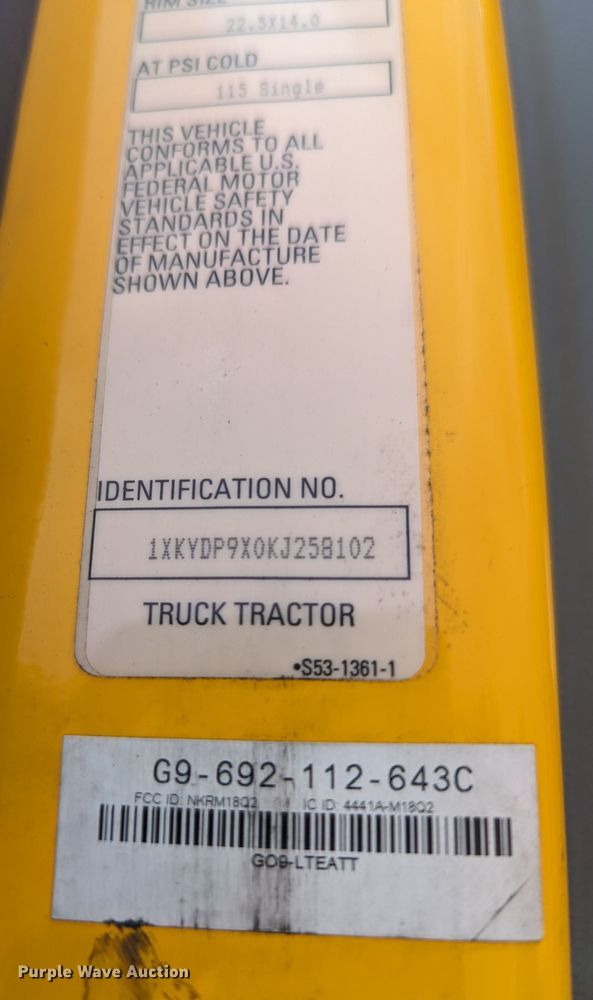 RIM SIZE
22.5X14.0
AT PSI COLD
115 Single
THIS VEHICLE
CONFORMS TO ALL
APPLICABLE U.S.
FEDERAL MOTOR
VEHICLE SAFETY
STANDARDS IN
EFFECT ON THE DATE
OF MANUFACTURE
SHOWN ABOVE.
IDENTIFICATION NO.
1XKYDP9X0KJ258102
TRUCK TRACTOR
•S53-1361-1
G9-692-112-643C
FCC ID: NKRM18Q2 IC ID: 4441A-M18Q2
GO9-LTEATT
Purple Wave Auction